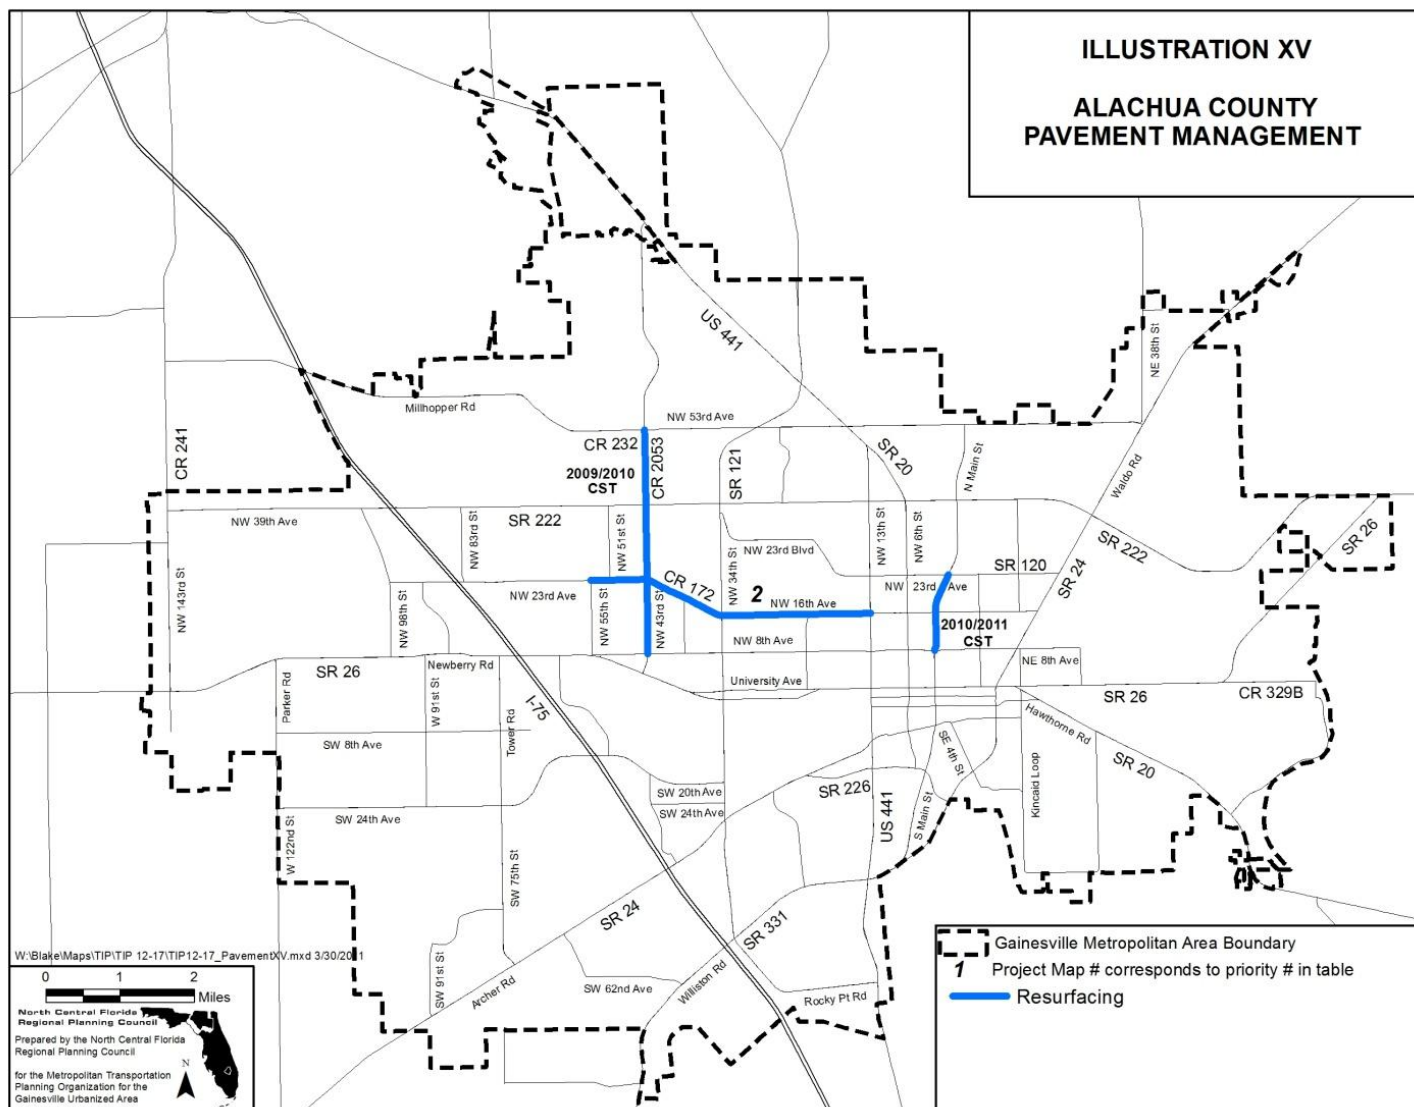 ILLUSTRATION XV
ALACHUA COUNTY
PAVEMENT MANAGEMENT
US 441
NE 38th St
Millhopper Rd
NW 53rd Ave
CR 241
CR 232
CR 2053
SR 121
SR 20
N Main St
Waldo Rd
2009/2010
CST
NW 39th Ave
SR 222
NW 83rd St
NW 51st St
NW 34th St
NW 23rd Blvd
NW 13th St
NW 6th St
SR 222
SR 26
NW 143rd St
NW 98th St
NW 23rd Ave
NW 55th St
NW 43rd St
CR 172
2
NW 16th Ave
NW 23rd Ave
SR 120
SR 24
2010/2011
CST
NW 8th Ave
NE 8th Ave
SR 26
Newberry Rd
University Ave
SR 26
CR 329B
Parker Rd
W 91st St
Tower Rd
I-75
SW 8th Ave
Hawthorne Rd
SE 4th St
SR 20
Kincaid Loop
SW 20th Ave
SR 226
SW 24th Ave
SW 24th Ave
US 441
S Main St
W 122nd St
SW 75th St
SR 24
SR 331
SW 91st St
Archer Rd
SW 62nd Ave
Williston Rd
Rocky Pt Rd
W:\Blake\Maps\TIP\TIP 12-17\TIP12-17_PavementXV.mxd 3/30/2011
0 1 2
Miles
North Central Florida
Regional Planning Council
Prepared by the North Central Florida
Regional Planning Council
for the Metropolitan Transportation
Planning Organization for the
Gainesville Urbanized Area
N
Gainesville Metropolitan Area Boundary
1 Project Map # corresponds to priority # in table
Resurfacing